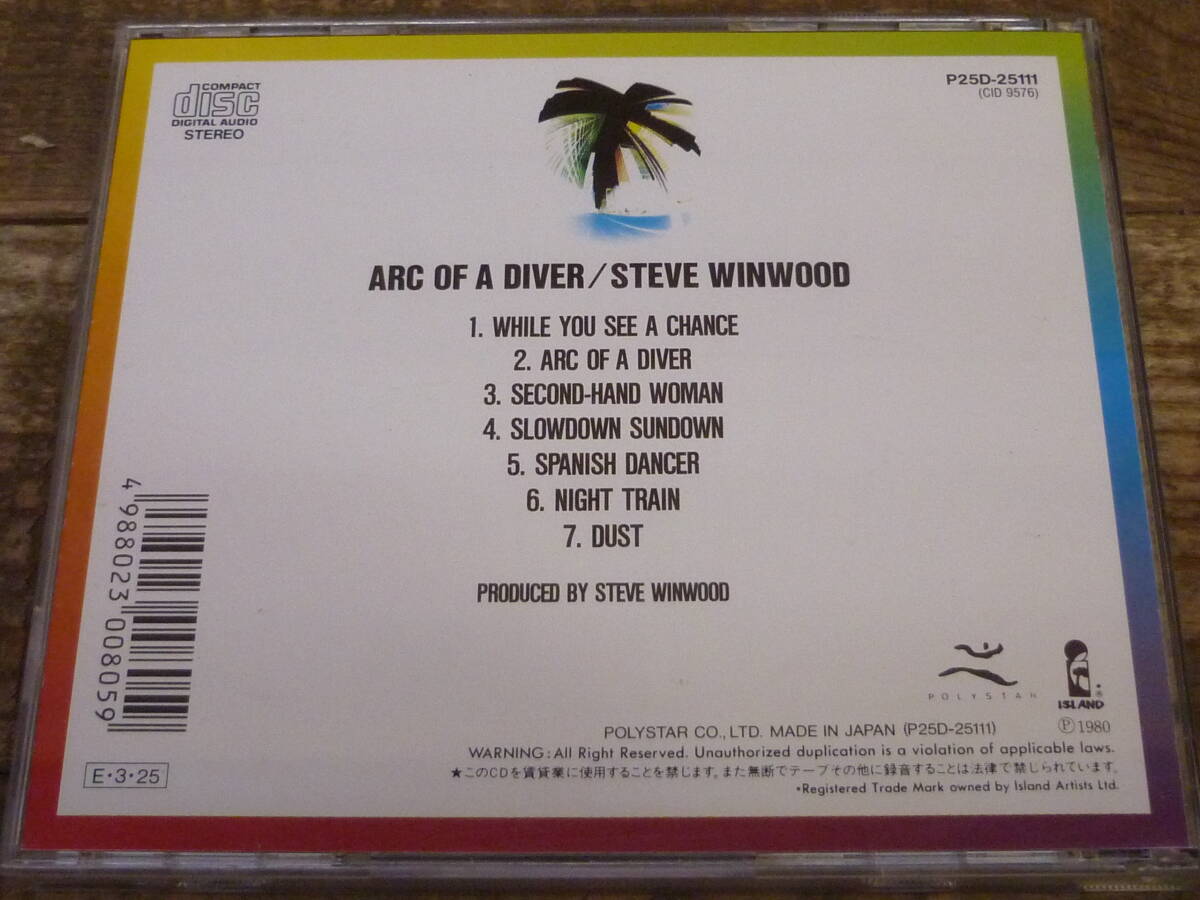 COMPACT
disc
DIGITAL AUDIO
STEREO
P25D-25111
(CID 9576)
ARC OF A DIVER/STEVE WINWOOD
1. WHILE YOU SEE A CHANCE
2. ARC OF A DIVER
3. SECOND-HAND WOMAN
4. SLOWDOWN SUNDOWN
5. SPANISH DANCER
6. NIGHT TRAIN
7. DUST
PRODUCED BY STEVE WINWOOD
4 988023 008059
E・3・25
POLYSTAR
ISLAND®
Ⓟ1980
POLYSTAR CO., LTD. MADE IN JAPAN (P25D-25111)
WARNING: All Right Reserved. Unauthorized duplication is a violation of applicable laws.
★このCDを賃貸業に使用することを禁じます。また無断でテープその他に録音することは法律で禁じられています。
•Registered Trade Mark owned by Island Artists Ltd.